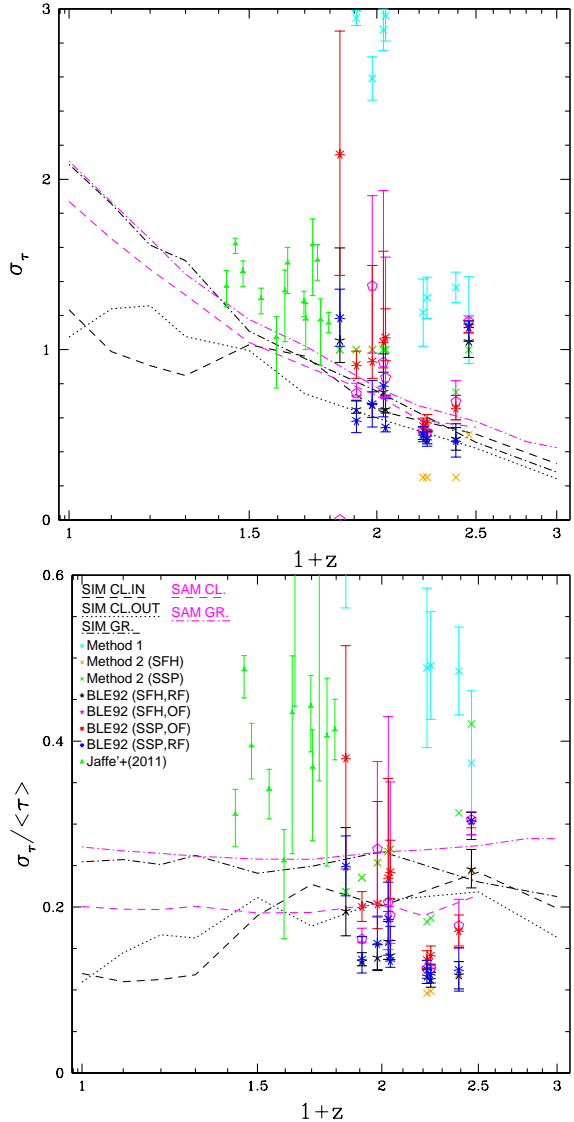 3
2
1
0
σ_τ
1
1.5
2
2.5
3
1+z
0.6
0.4
0.2
0
σ_τ/<τ>
SIM CL.IN
SAM CL.
SIM CL.OUT
SAM GR.
SIM GR.
Method 1
Method 2 (SFH)
Method 2 (SSP)
BLE92 (SFH,RF)
BLE92 (SFH,OF)
BLE92 (SSP,OF)
BLE92 (SSP,RF)
Jaffe'+(2011)
1
1.5
2
2.5
3
1+z